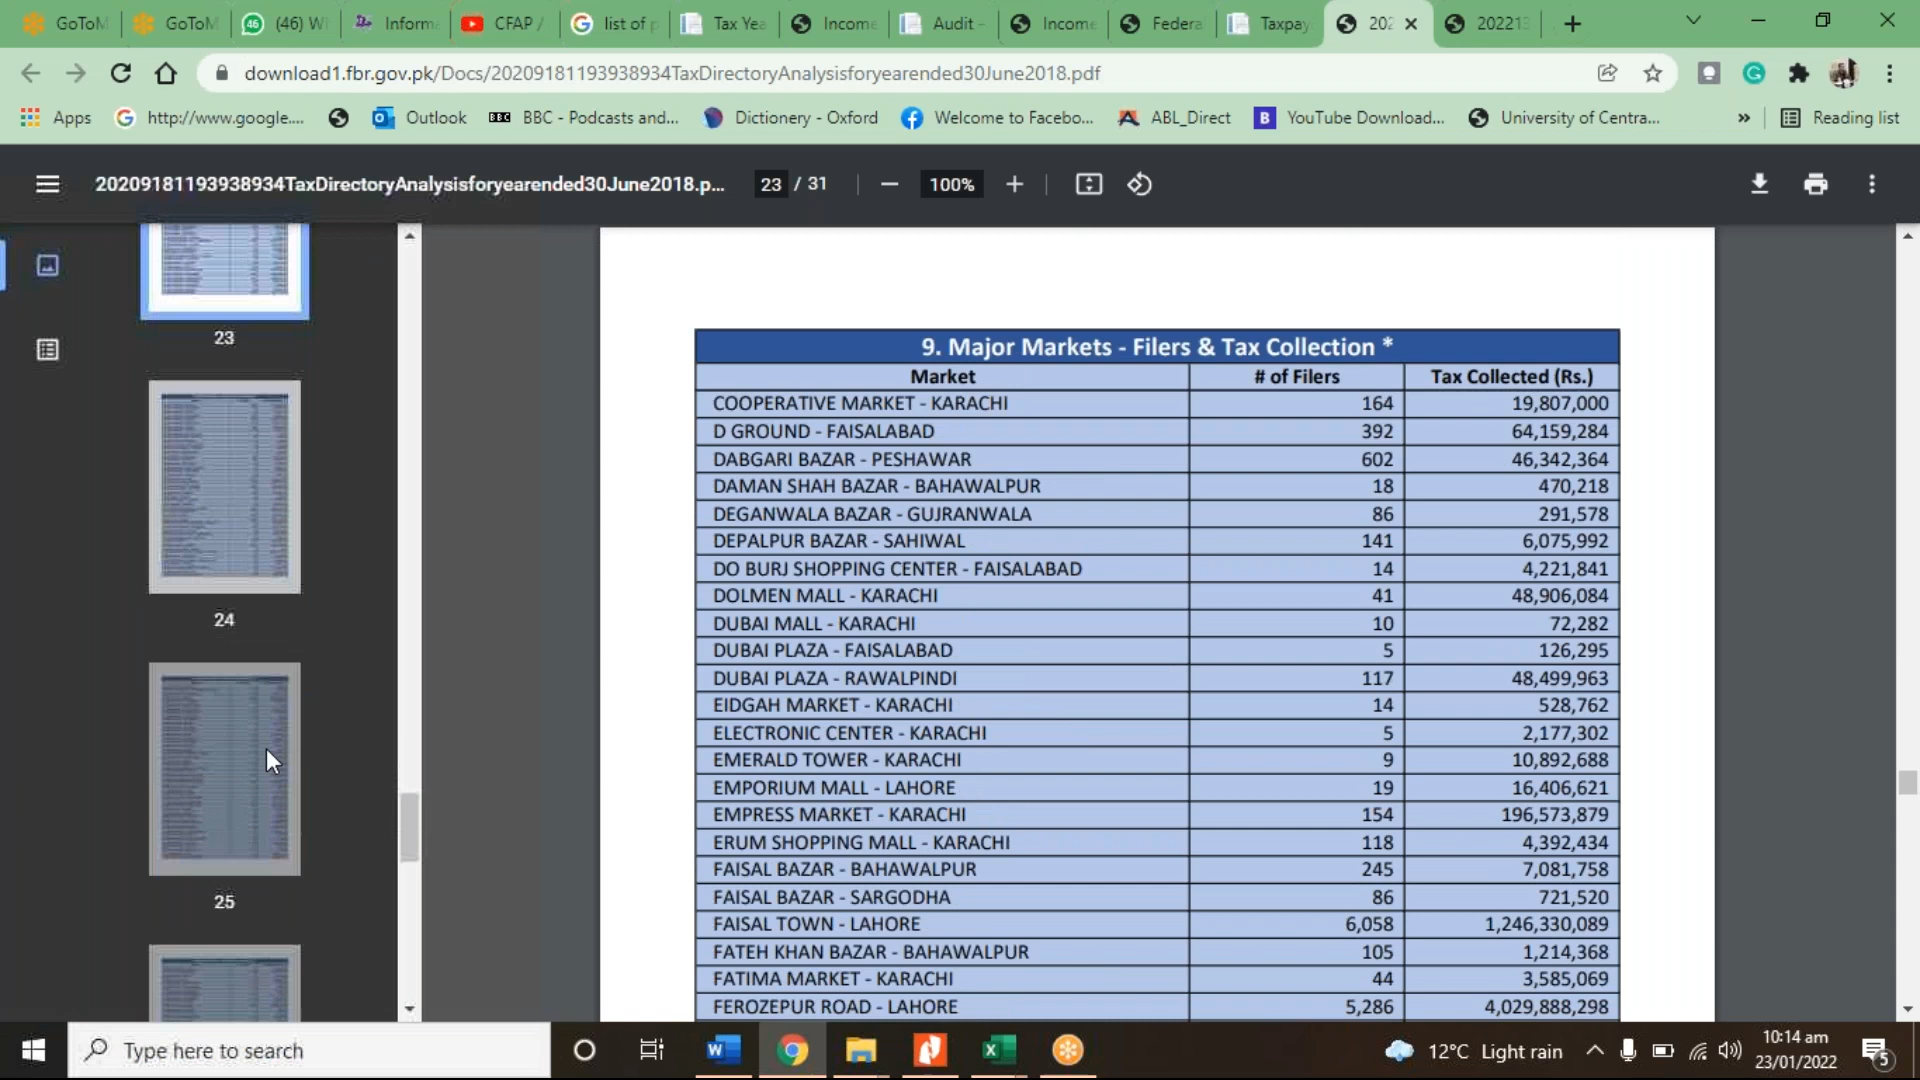 GoToM
GoToM
(46) W
Inform
CFAP /
list of p
Tax Yea
Income
Audit -
Income
Federa
Taxpay
202
202213
download1.fbr.gov.pk/Docs/20209181193938934TaxDirectoryAnalysisforyearended30June2018.pdf
Apps
http://www.google....
Outlook
BBC - Podcasts and...
Dictionary - Oxford
Welcome to Facebo...
ABL_Direct
YouTube Download...
University of Centra...
»
Reading list
20209181193938934TaxDirectoryAnalysisforyearended30June2018.p...
23 / 31
100%
23
24
25
9. Major Markets - Filers & Tax Collection *
Market # of Filers Tax Collected (Rs.)
COOPERATIVE MARKET - KARACHI 164 19,807,000
D GROUND - FAISALABAD 392 64,159,284
DABGARI BAZAR - PESHAWAR 602 46,342,364
DAMAN SHAH BAZAR - BAHAWALPUR 18 470,218
DEGANWALA BAZAR - GUJRANWALA 86 291,578
DEPALPUR BAZAR - SAHIWAL 141 6,075,992
DO BURJ SHOPPING CENTER - FAISALABAD 14 4,221,841
DOLMEN MALL - KARACHI 41 48,906,084
DUBAI MALL - KARACHI 10 72,282
DUBAI PLAZA - FAISALABAD 5 126,295
DUBAI PLAZA - RAWALPINDI 117 48,499,963
EIDGAH MARKET - KARACHI 14 528,762
ELECTRONIC CENTER - KARACHI 5 2,177,302
EMERALD TOWER - KARACHI 9 10,892,688
EMPORIUM MALL - LAHORE 19 16,406,621
EMPRESS MARKET - KARACHI 154 196,573,879
ERUM SHOPPING MALL - KARACHI 118 4,392,434
FAISAL BAZAR - BAHAWALPUR 245 7,081,758
FAISAL BAZAR - SARGODHA 86 721,520
FAISAL TOWN - LAHORE 6,058 1,246,330,089
FATEH KHAN BAZAR - BAHAWALPUR 105 1,214,368
FATIMA MARKET - KARACHI 44 3,585,069
FEROZEPUR ROAD - LAHORE 5,286 4,029,888,298
Type here to search
12°C Light rain
10:14 am
23/01/2022
5